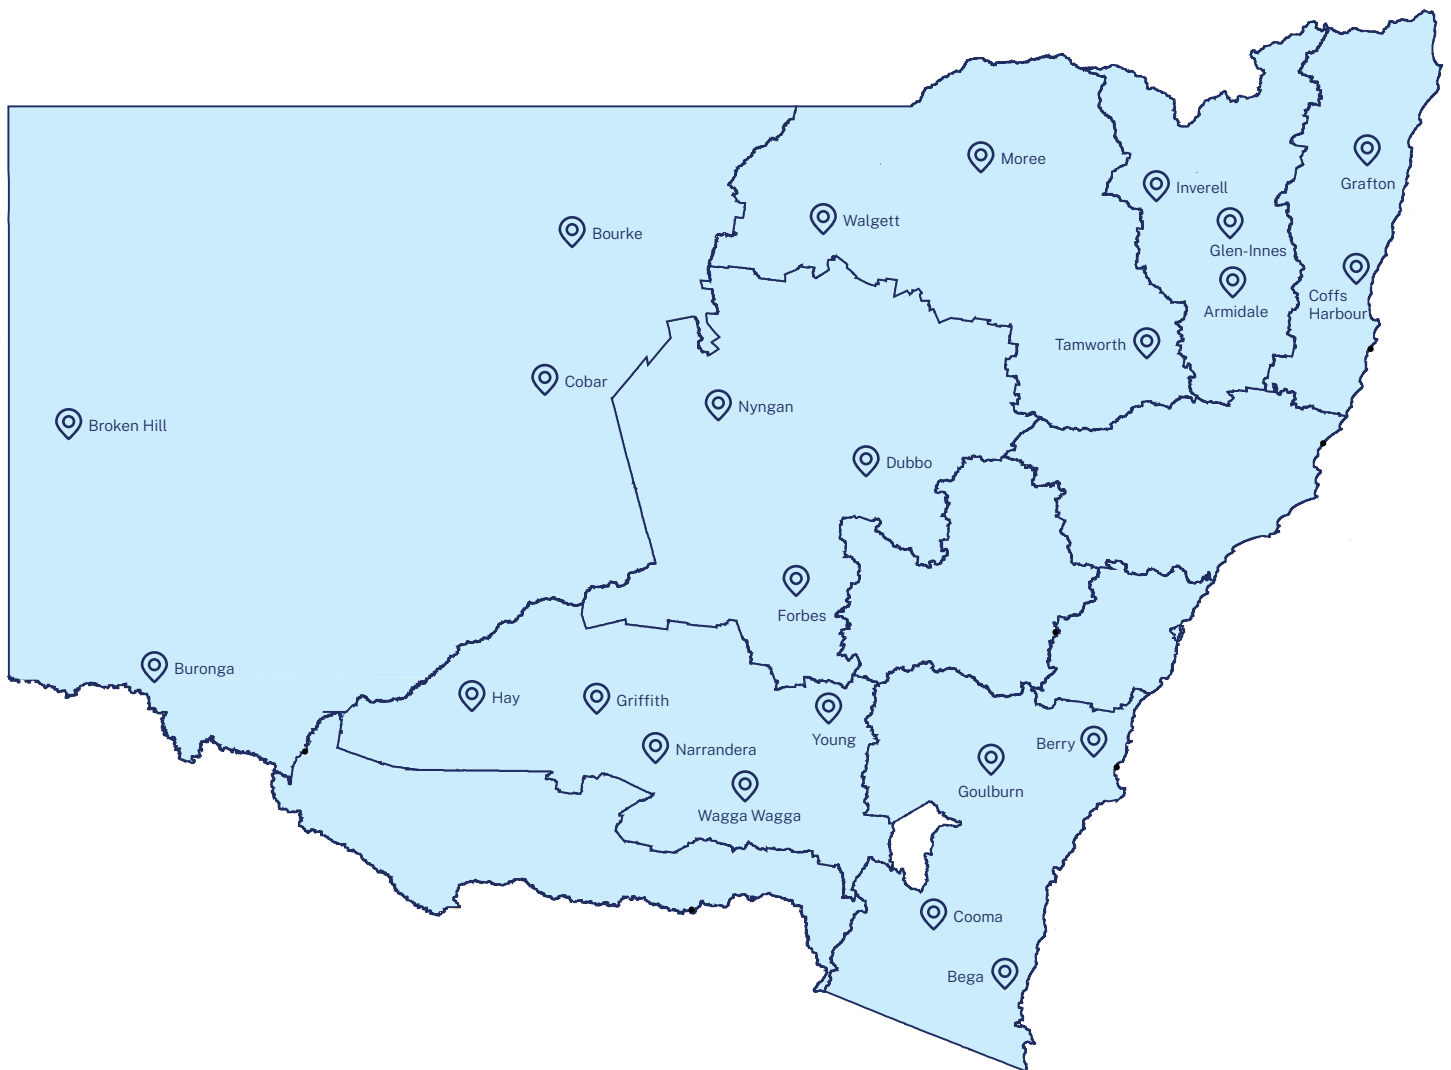 Moree
Grafton
Inverell
Walgett
Bourke
Glen-Innes
Coffs
Harbour
Armidale
Tamworth
Cobar
Nyngan
Broken Hill
Dubbo
Forbes
Buronga
Hay
Griffith
Young
Berry
Narrandera
Goulburn
Wagga Wagga
Cooma
Bega